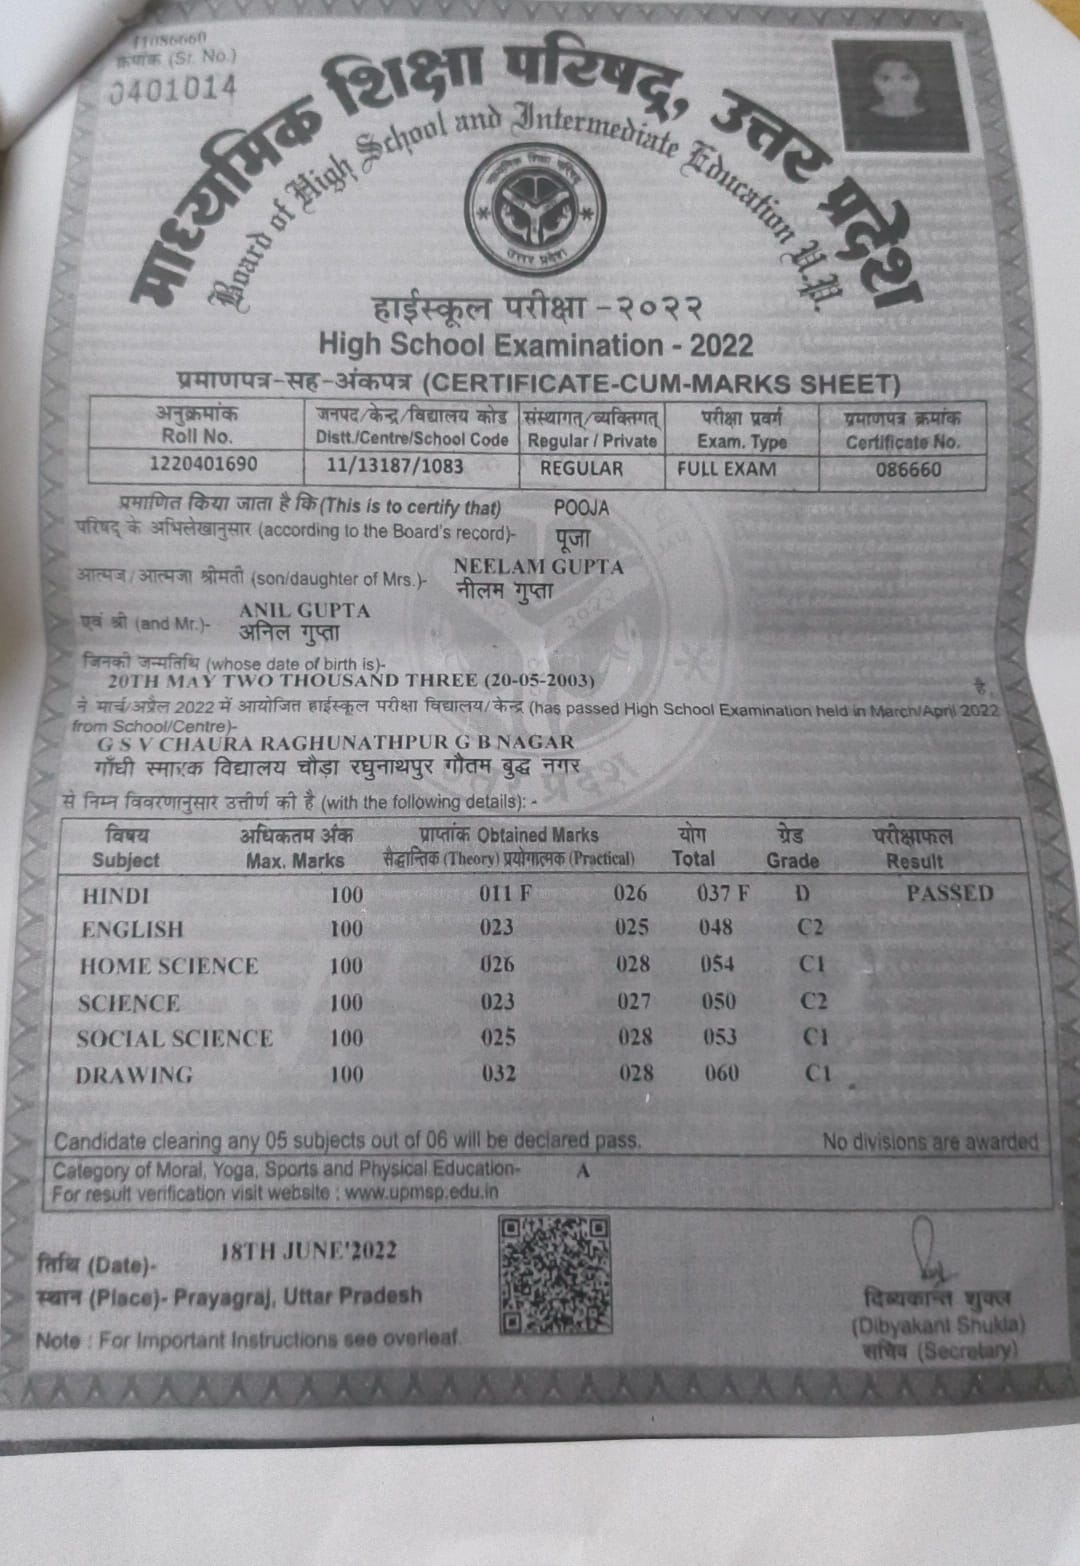 11086660
क्रमांक (Sr. No.)
0401014
माध्यमिक शिक्षा परिषद्, उत्तर प्रदेश
Board of High School and Intermediate Education U.P.
माध्यमिक शिक्षा परिषद्
उत्तर प्रदेश
हाईस्कूल परीक्षा - २०२२
High School Examination - 2022
प्रमाणपत्र-सह-अंकपत्र (CERTIFICATE-CUM-MARKS SHEET)
अनुक्रमांक जनपद/केन्द्र/विद्यालय कोड संस्थागत/व्यक्तिगत परीक्षा प्रवर्ग प्रमाणपत्र क्रमांक
Roll No. Distt./Centre/School Code Regular / Private Exam. Type Certificate No.
1220401690 11/13187/1083 REGULAR FULL EXAM 086660
प्रमाणित किया जाता है कि (This is to certify that) POOJA
परिषद् के अभिलेखानुसार (according to the Board's record)- पूजा
NEELAM GUPTA
आत्मज/आत्मजा श्रीमती (son/daughter of Mrs.)- नीलम गुप्ता
ANIL GUPTA
एवं श्री (and Mr.)- अनिल गुप्ता
जिनकी जन्मतिथि (whose date of birth is)-
20TH MAY TWO THOUSAND THREE (20-05-2003) है,
ने मार्च/अप्रैल 2022 में आयोजित हाईस्कूल परीक्षा विद्यालय/केन्द्र (has passed High School Examination held in March/April 2022
from School/Centre)-
G S V CHAURA RAGHUNATHPUR G B NAGAR
गाँधी स्मारक विद्यालय चौड़ा रघुनाथपुर गौतम बुद्ध नगर
से निम्न विवरणानुसार उत्तीर्ण की है (with the following details): -
विषय अधिकतम अंक प्राप्तांक Obtained Marks योग ग्रेड परीक्षाफल
Subject Max. Marks सैद्धान्तिक (Theory) प्रयोगात्मक (Practical) Total Grade Result
HINDI 100 011 F 026 037 F D PASSED
ENGLISH 100 023 025 048 C2
HOME SCIENCE 100 026 028 054 C1
SCIENCE 100 023 027 050 C2
SOCIAL SCIENCE 100 025 028 053 C1
DRAWING 100 032 028 060 C1
Candidate clearing any 05 subjects out of 06 will be declared pass. No divisions are awarded
Category of Moral, Yoga, Sports and Physical Education- A
For result verification visit website : www.upmsp.edu.in
तिथि (Date)- 18TH JUNE'2022
स्थान (Place)- Prayagraj, Uttar Pradesh
दिब्यकान्त शुक्ल
(Dibyakant Shukla)
सचिव (Secretary)
Note : For Important Instructions see overleaf.